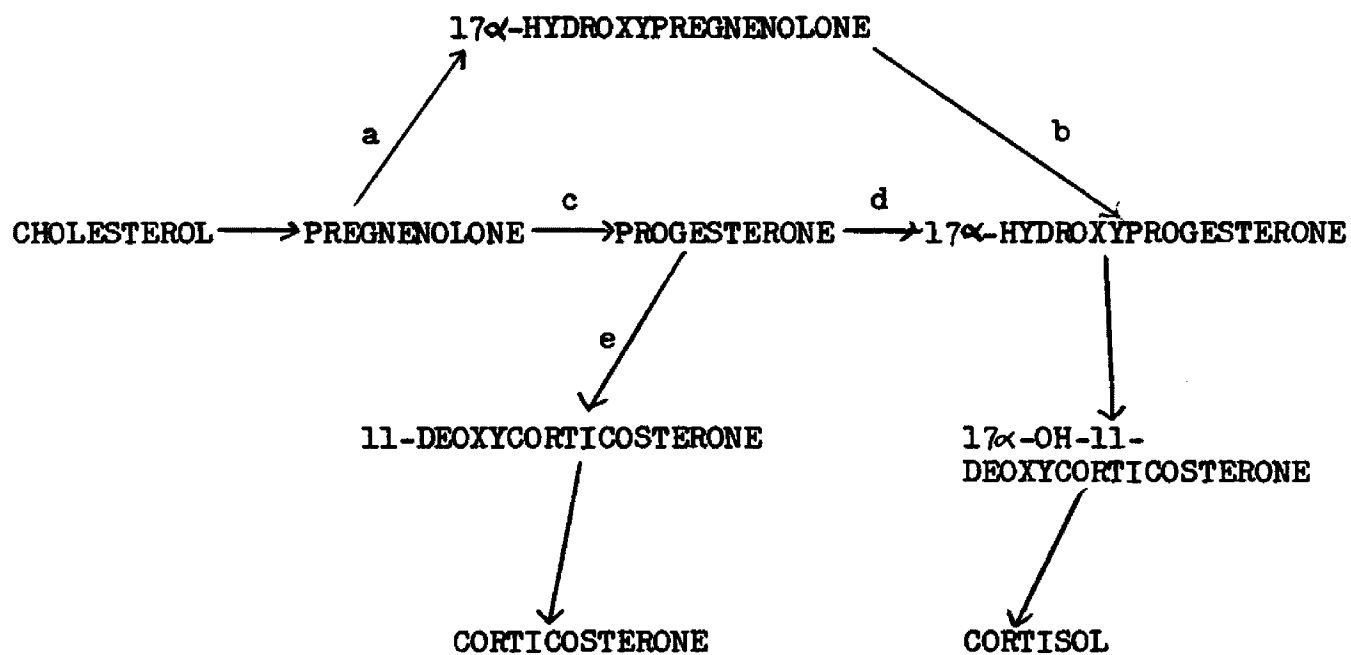 17α-HYDROXYPREGNENOLONE
a
b
CHOLESTEROL PREGNENOLONE c PROGESTERONE d 17α-HYDROXYPROGESTERONE
e
11-DEOXYCORTICOSTERONE
17α-OH-11-
DEOXYCORTICOSTERONE
CORTICOSTERONE
CORTISOL